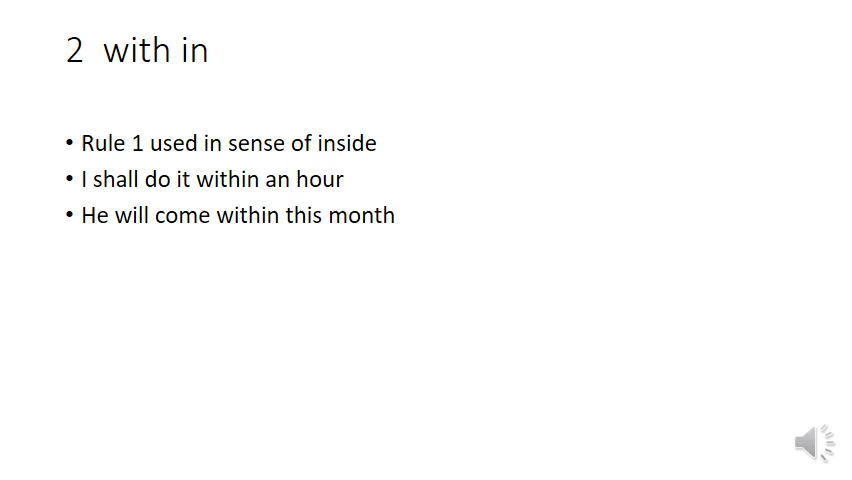 2 with in
• Rule 1 used in sense of inside
• I shall do it within an hour
• He will come within this month